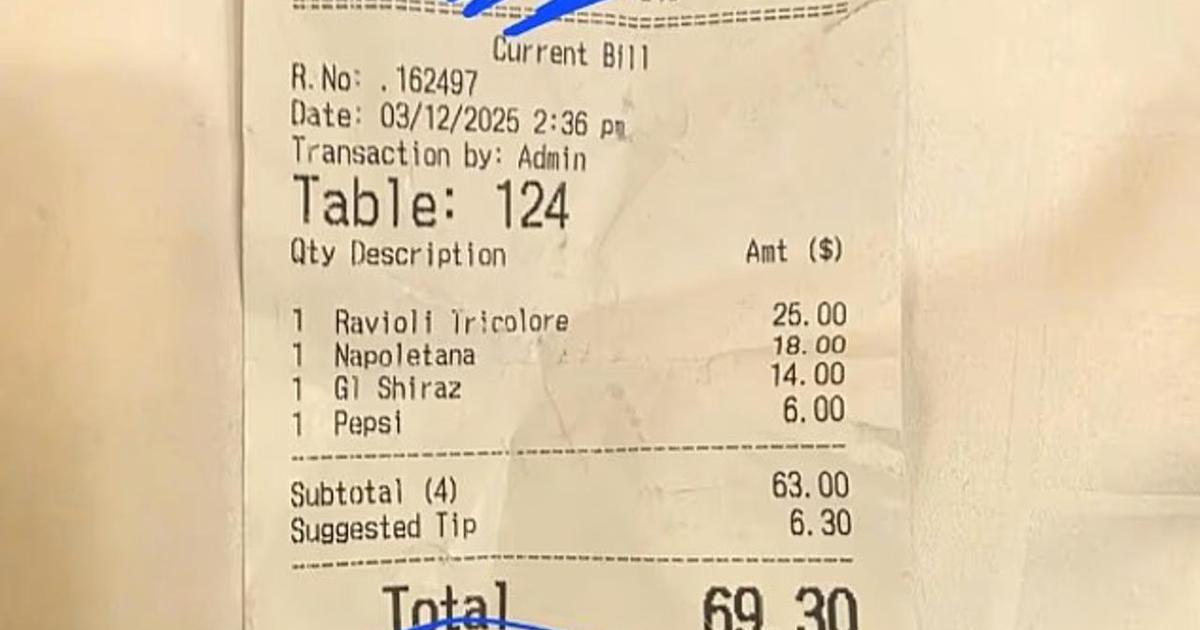 Current Bill
R.No: .162497
Date: 03/12/2025 2:36 pm
Transaction by: Admin
Table: 124
Qty Description Amt ($)
1 Ravioli Tricolore 25.00
1 Napoletana 18.00
1 Gl Shiraz 14.00
1 Pepsi 6.00
Subtotal (4) 63.00
Suggested Tip 6.30
Total 69.30